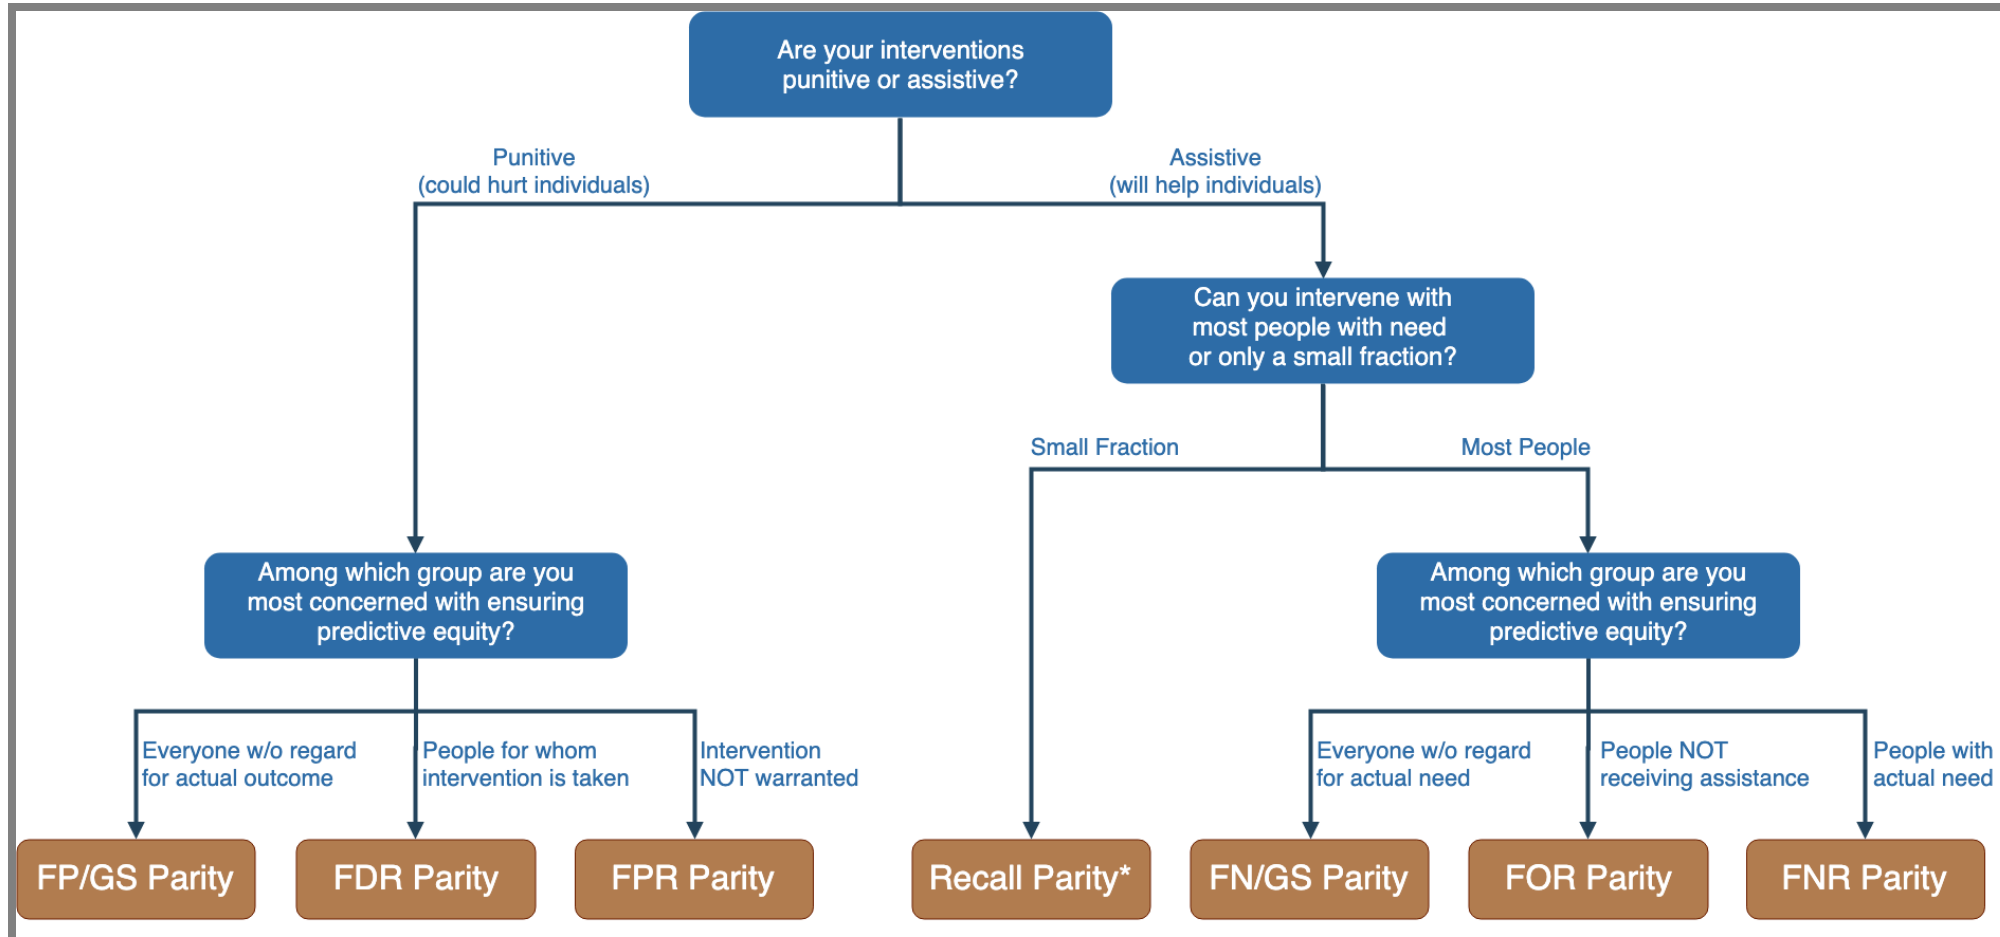 Are your interventions
punitive or assistive?
Punitive
(could hurt individuals)
Assistive
(will help individuals)
Can you intervene with
most people with need
or only a small fraction?
Small Fraction
Most People
Among which group are you
most concerned with ensuring
predictive equity?
Among which group are you
most concerned with ensuring
predictive equity?
Everyone w/o regard
for actual outcome
People for whom
intervention is taken
Intervention
NOT warranted
Everyone w/o regard
for actual need
People NOT
receiving assistance
People with
actual need
FP/GS Parity
FDR Parity
FPR Parity
Recall Parity*
FN/GS Parity
FOR Parity
FNR Parity